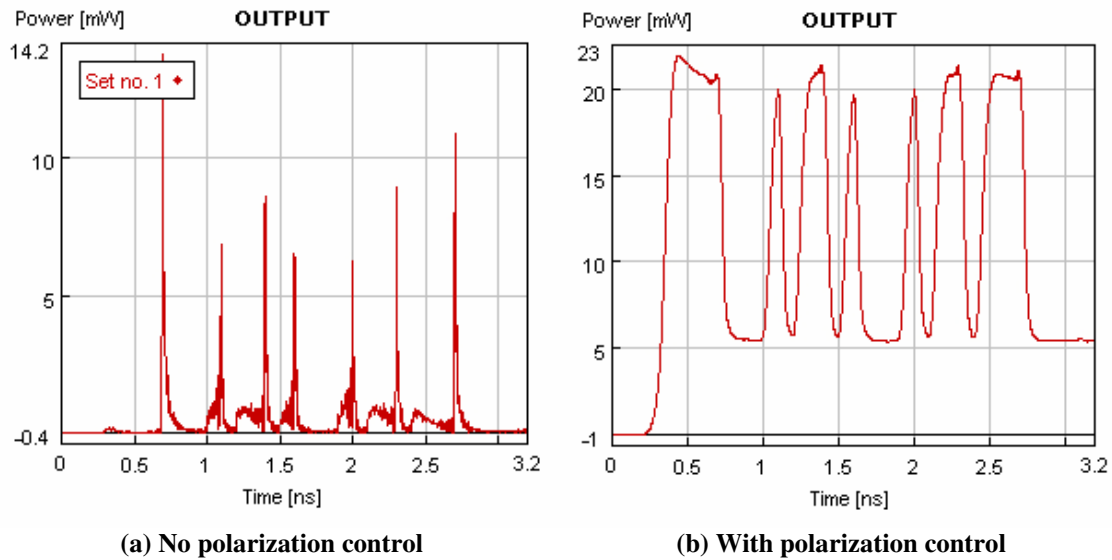 Power [mW]
OUTPUT
14.2
Set no. 1
10
5
-0.4
0 0.5 1 1.5 2 2.5 3.2
Time [ns]
(a) No polarization control
Power [mW]
OUTPUT
23
20
15
10
5
-1
0 0.5 1 1.5 2 2.5 3.2
Time [ns]
(b) With polarization control